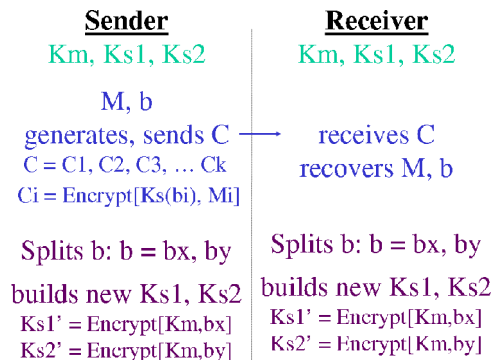 Sender
Km, Ks1, Ks2
M, b
generates, sends C
C = C1, C2, C3, … Ck
Ci = Encrypt[Ks(bi), Mi]
Splits b: b = bx, by
builds new Ks1, Ks2
Ks1' = Encrypt[Km,bx]
Ks2' = Encrypt[Km,by]
Receiver
Km, Ks1, Ks2
receives C
recovers M, b
Splits b: b = bx, by
builds new Ks1, Ks2
Ks1' = Encrypt[Km,bx]
Ks2' = Encrypt[Km,by]